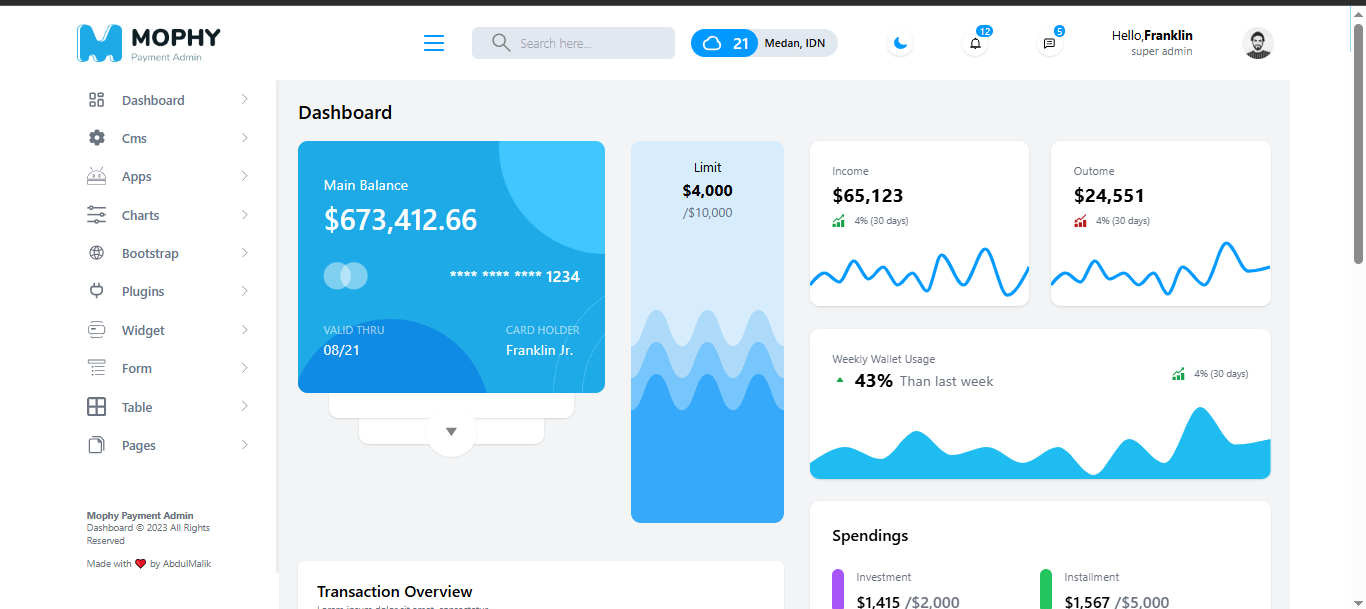 MOPHY
Payment Admin
Search here...
21
Medan, IDN
12
5
Hello,Franklin
super admin
Dashboard
Cms
Apps
Charts
Bootstrap
Plugins
Widget
Form
Table
Pages
Mophy Payment Admin
Dashboard © 2023 All Rights
Reserved
Made with ❤ by AbdulMalik
Dashboard
Main Balance
$673,412.66
**** **** **** 1234
VALID THRU
08/21
CARD HOLDER
Franklin Jr.
Limit
$4,000
/$10,000
Income
$65,123
4% (30 days)
Outome
$24,551
4% (30 days)
Weekly Wallet Usage
43% Than last week
4% (30 days)
Transaction Overview
Spendings
Investment
$1,415 /$2,000
Installment
$1,567 /$5,000